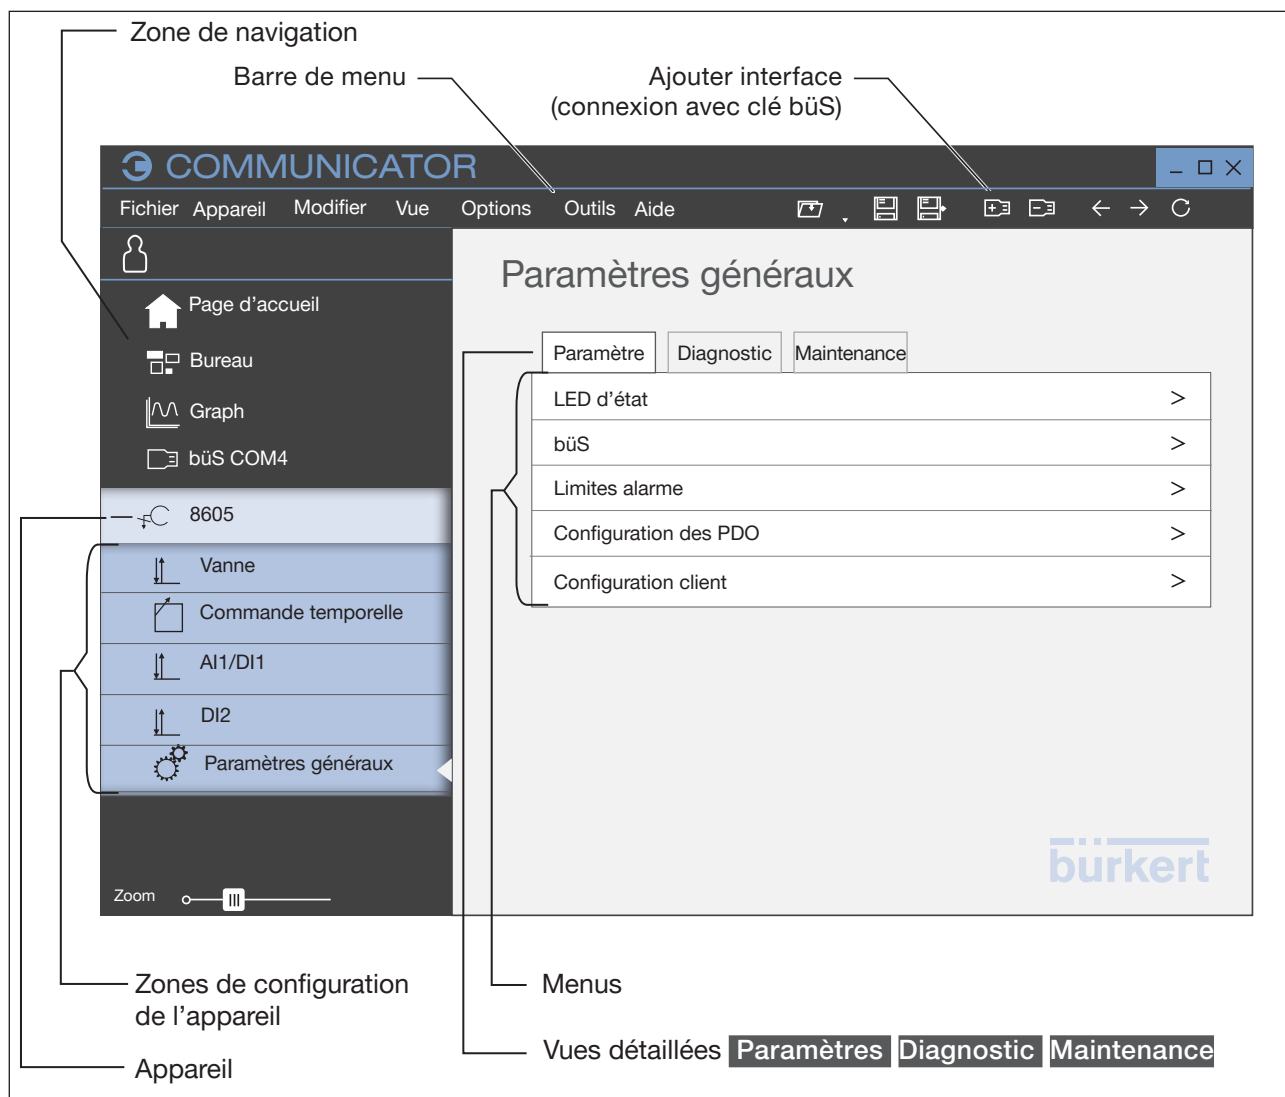 Zone de navigation
Barre de menu
Ajouter interface
(connexion avec clé büS)
COMMUNICATOR
Fichier Appareil Modifier Vue Options Outils Aide
Page d’accueil
Bureau
Graph
büS COM4
8605
Vanne
Commande temporelle
AI1/DI1
DI2
Paramètres généraux
Zoom
Paramètres généraux
Paramètre Diagnostic Maintenance
LED d’état >
büS >
Limites alarme >
Configuration des PDO >
Configuration client >
bürkert
Zones de configuration
de l’appareil
Appareil
Menus
Vues détaillées Paramètres Diagnostic Maintenance